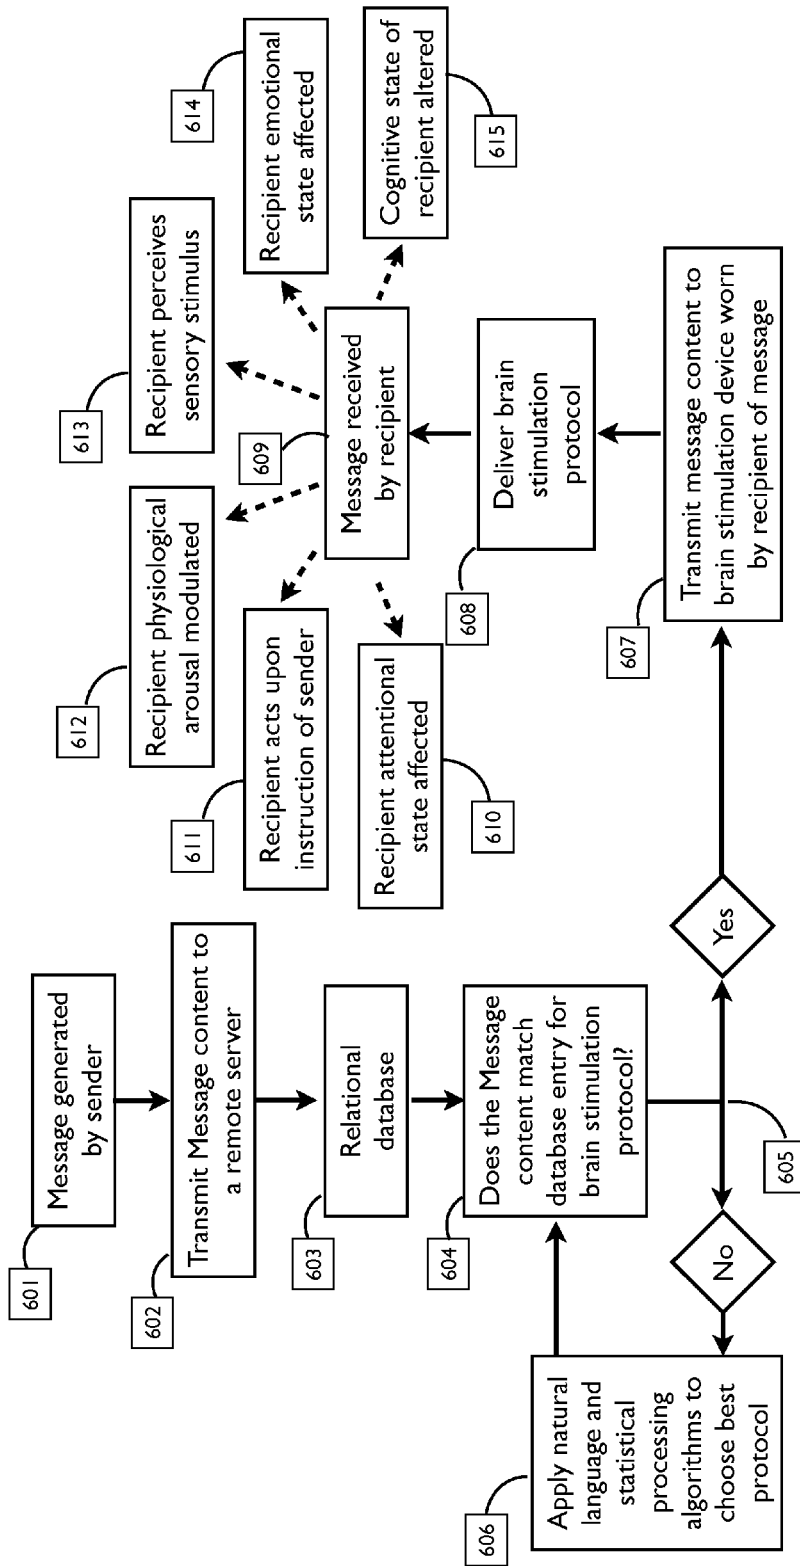 601
Message generated
by sender
602
Transmit Message content to
a remote server
603
Relational
database
604
Does the Message
content match
database entry for
brain stimulation
protocol?
605
No
Yes
606
Apply natural
language and
statistical
processing
algorithms to
choose best
protocol
607
Transmit message content to
brain stimulation device worn
by recipient of message
608
Deliver brain
stimulation
protocol
609
Message received
by recipient
610
Recipient attentional
state affected
611
Recipient acts upon
instruction of sender
612
Recipient physiological
arousal modulated
613
Recipient perceives
sensory stimulus
614
Recipient emotional
state affected
615
Cognitive state of
recipient altered